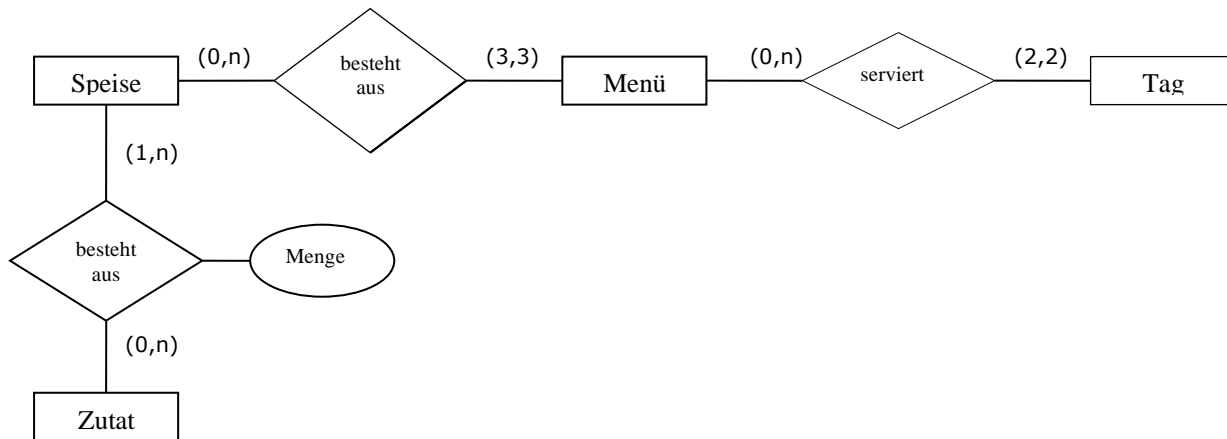 (0,n)
besteht
aus
(3,3)
(0,n)
serviert
(2,2)
Speise
Menü
Tag
(1,n)
besteht
aus
Menge
(0,n)
Zutat